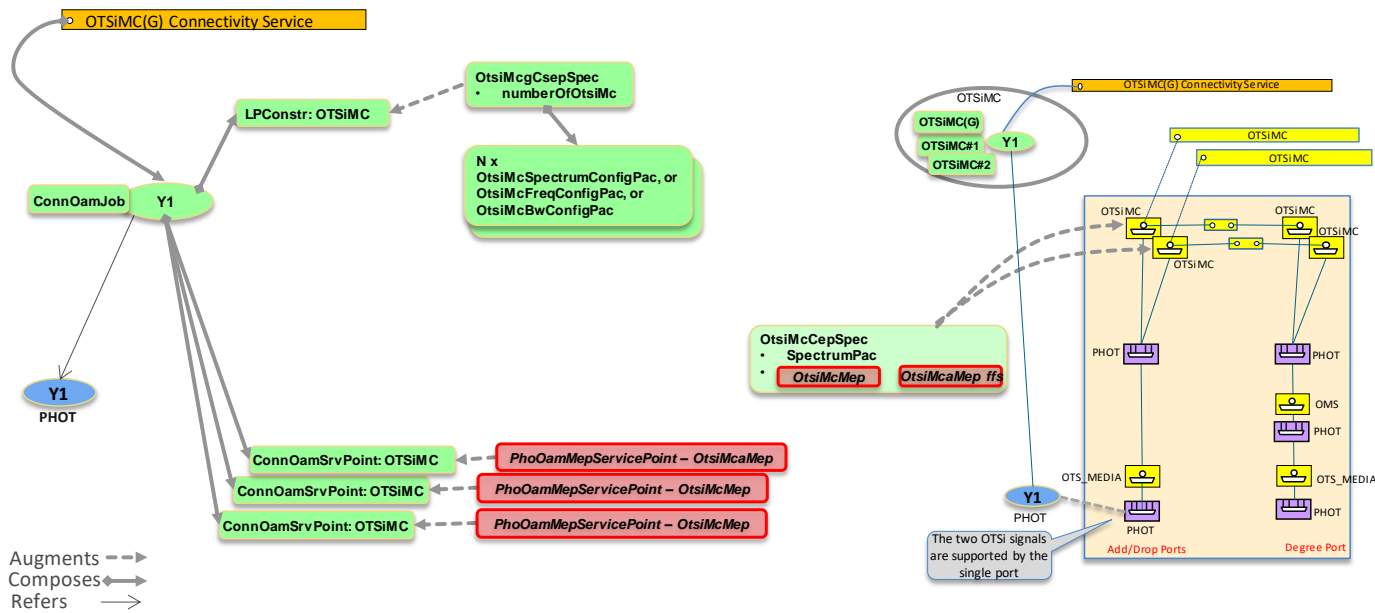 OTSiMC(G) Connectivity Service
OtsiMcgCsepSpec
• numberOfOtsiMc
LPConstr: OTSiMC
N x
OtsiMcSpectrumConfigPac, or
OtsiMcFreqConfigPac, or
OtsiMcBwConfigPac
ConnOamJob
Y1
Y1
PHOT
ConnOamSrvPoint: OTSiMC
PhoOamMepServicePoint – OtsiMcaMep
ConnOamSrvPoint: OTSiMC
PhoOamMepServicePoint – OtsiMcMep
ConnOamSrvPoint: OTSiMC
PhoOamMepServicePoint – OtsiMcMep
Augments
Composes
Refers
OTSiMC(G) Connectivity Service
OTSiMC
OTSiMC(G)
OTSiMC#1
OTSiMC#2
Y1
OTSiMC
OTSiMC
OTSiMC
OTSiMC
OTSiMC
OTSiMC
OtsiMcCepSpec
• SpectrumPac
• OtsiMcMep
OtsiMcaMep ffs
PHOT
PHOT
OMS
PHOT
OTS_MEDIA
OTS_MEDIA
Y1
PHOT
PHOT
PHOT
The two OTSi signals
are supported by the
single port
Add/Drop Ports
Degree Port